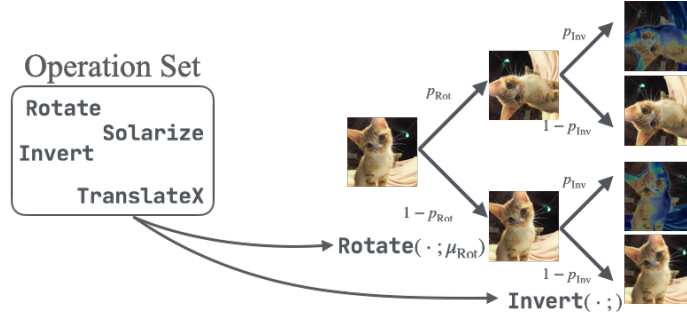 Operation Set
Rotate
Solarize
Invert
TranslateX
p_Rot
1 − p_Rot
p_Inv
1 − p_Inv
p_Inv
1 − p_Inv
Rotate( · ; μ_Rot)
Invert( · ;)